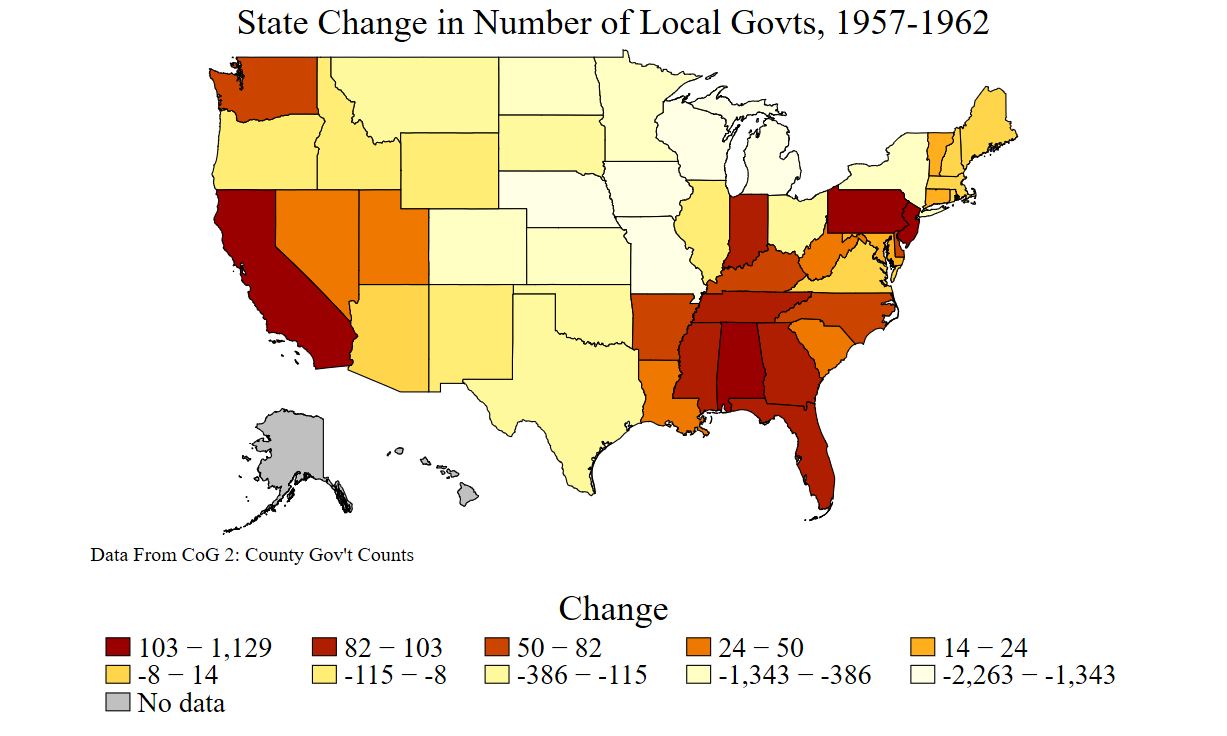 State Change in Number of Local Govts, 1957-1962
Data From CoG 2: County Gov't Counts
Change
103 − 1,129 82 − 103 50 − 82 24 − 50 14 − 24
-8 − 14 -115 − -8 -386 − -115 -1,343 − -386 -2,263 − -1,343
No data